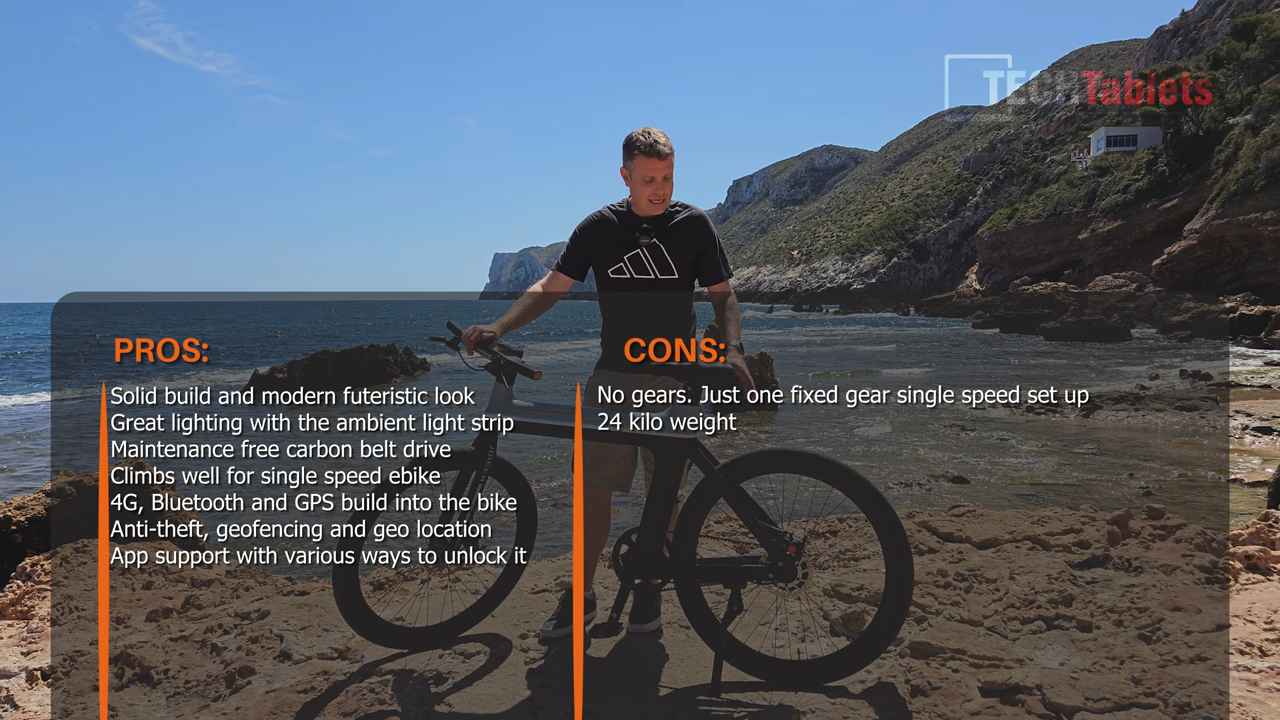 TECHTablets
PROS:
Solid build and modern futeristic look
Great lighting with the ambient light strip
Maintenance free carbon belt drive
Climbs well for single speed ebike
4G, Bluetooth and GPS build into the bike
Anti-theft, geofencing and geo location
App support with various ways to unlock it
CONS:
No gears. Just one fixed gear single speed set up
24 kilo weight